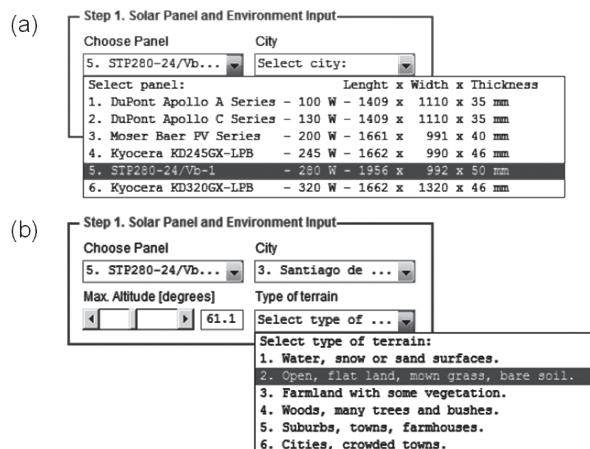 (a)
Step 1. Solar Panel and Environment Input
Choose Panel City
5. STP280-24/Vb... Select city:
Select panel: Lenght x Width x Thickness
1. DuPont Apollo A Series - 100 W - 1409 x 1110 x 35 mm
2. DuPont Apollo C Series - 130 W - 1409 x 1110 x 35 mm
3. Moser Baer PV Series - 200 W - 1661 x 991 x 40 mm
4. Kyocera KD245GX-LPB - 245 W - 1662 x 990 x 46 mm
5. STP280-24/Vb-1 - 280 W - 1956 x 992 x 50 mm
6. Kyocera KD320GX-LPB - 320 W - 1662 x 1320 x 46 mm
(b)
Step 1. Solar Panel and Environment Input
Choose Panel City
5. STP280-24/Vb... 3. Santiago de ...
Max. Altitude [degrees] Type of terrain
61.1 Select type of ...
Select type of terrain:
1. Water, snow or sand surfaces.
2. Open, flat land, mown grass, bare soil.
3. Farmland with some vegetation.
4. Woods, many trees and bushes.
5. Suburbs, towns, farmhouses.
6. Cities, crowded towns.